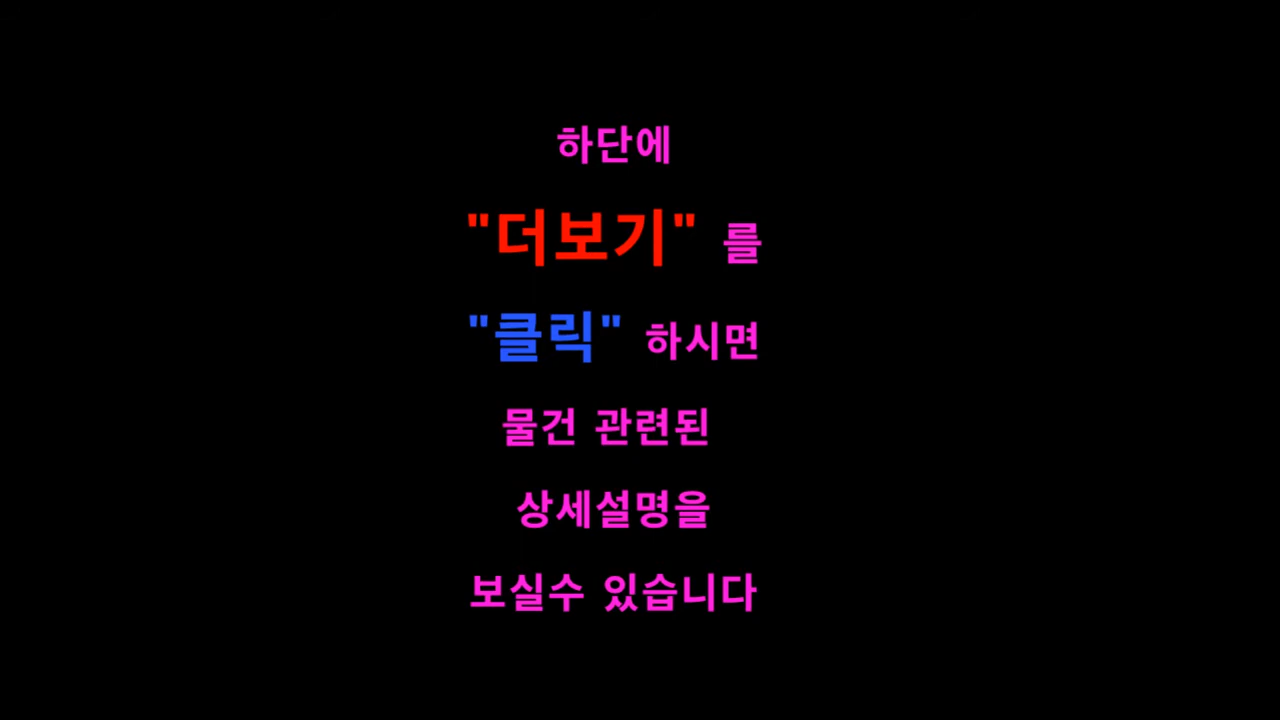 하단에
"더보기" 를
"클릭" 하시면
물건 관련된
상세설명을
보실수 있습니다